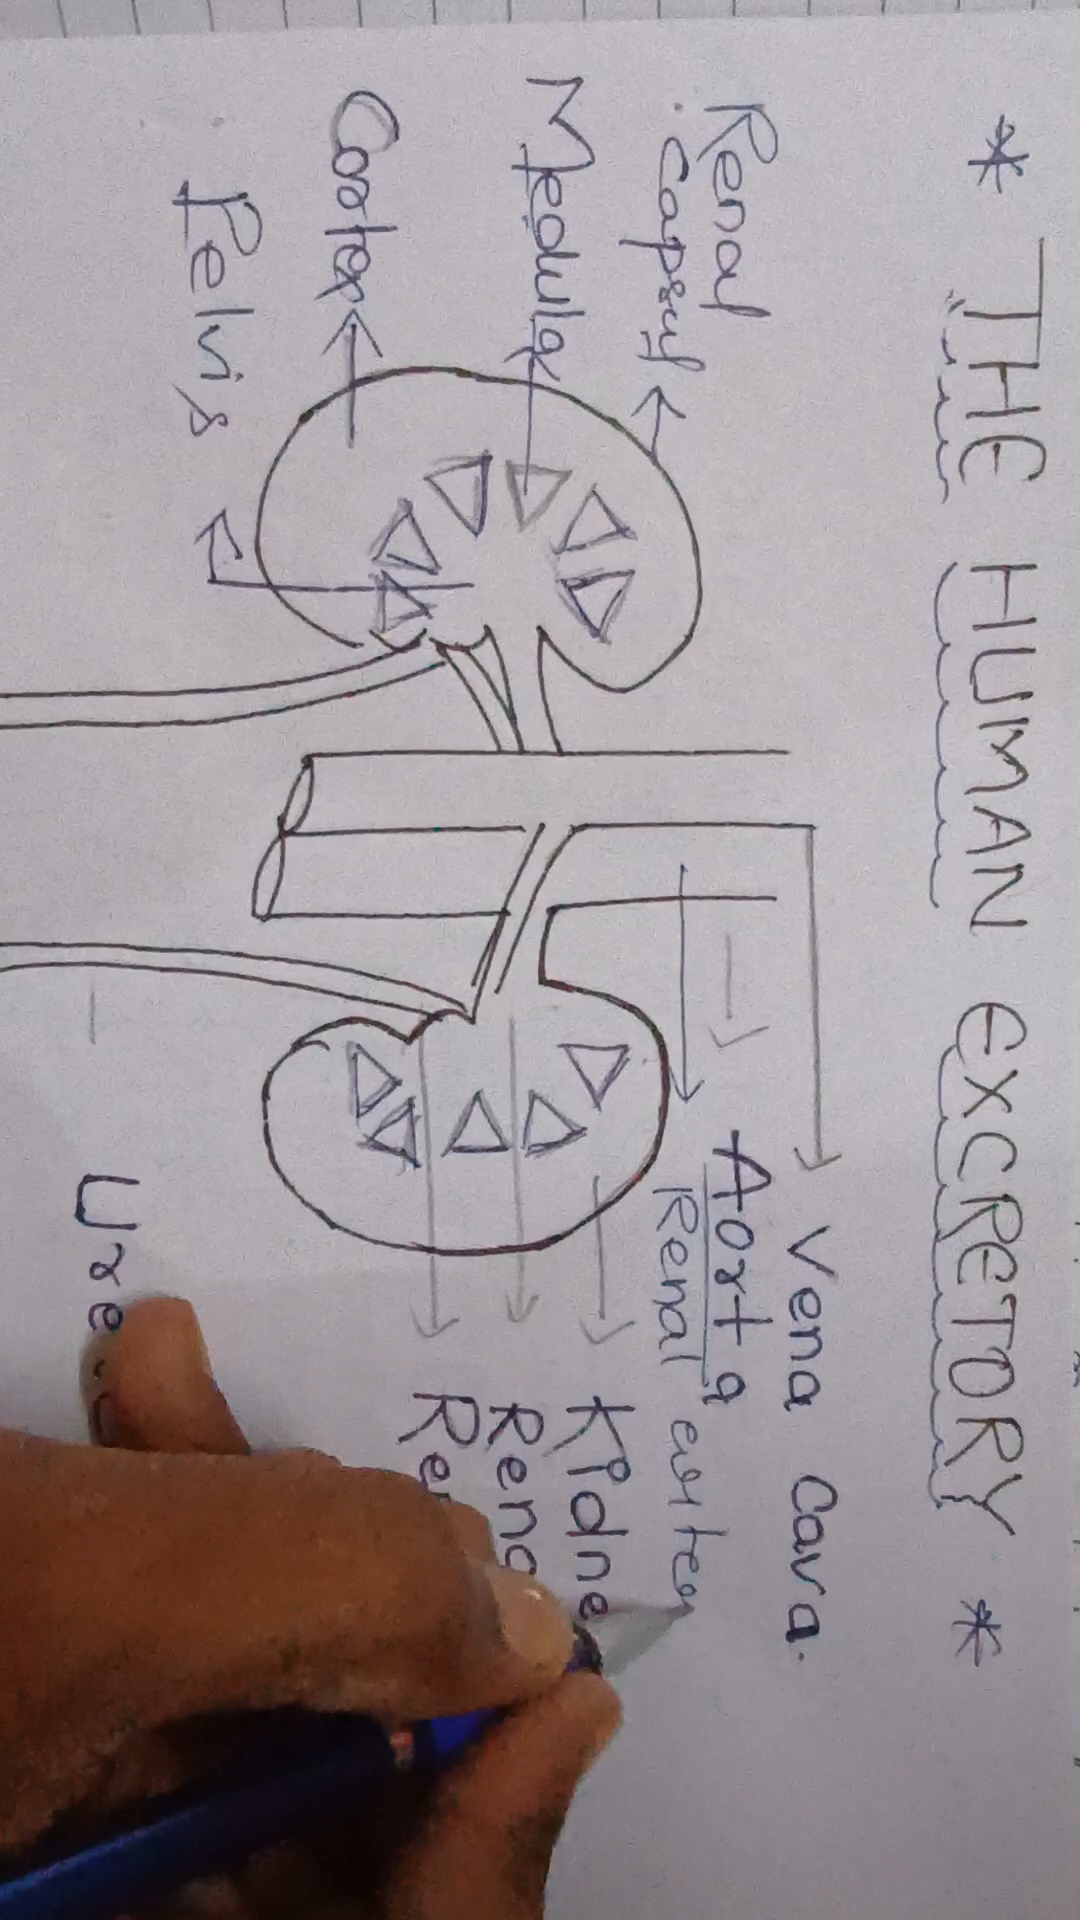 * THE HUMAN EXCRETORY *
Renal
capsul
Medulla
Cortex
Pelvis
Vena Cava.
Aorta
Renal artery
Kidne
Rena
Re
Ure